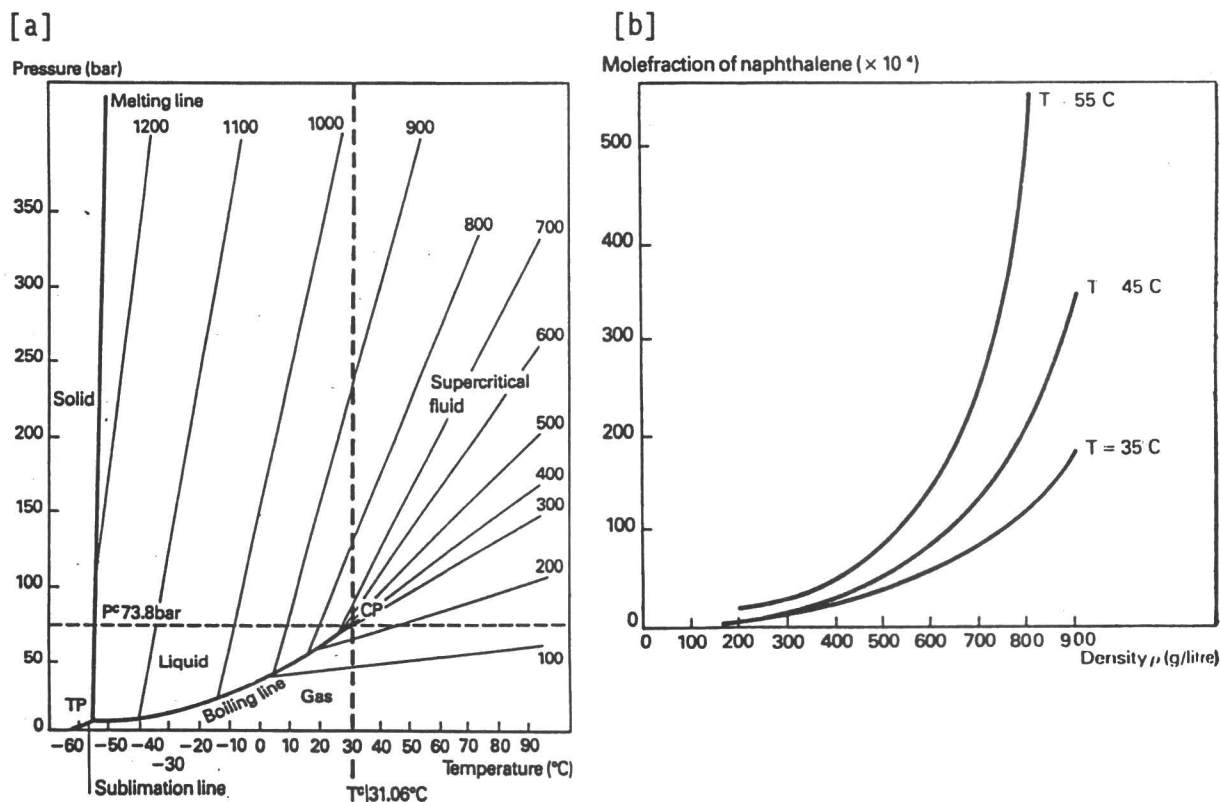 [a]
Pressure (bar)
Melting line
1200
1100
1000
900
800
700
600
500
400
300
200
100
350
300
250
200
150
100
50
0
Solid
Supercritical
fluid
CP
Pᶜ 73.8bar
Liquid
Boiling line
Gas
TP
-60 -50 -40 -30 -20 -10 0 10 20 30 40 50 60 70 80 90
Temperature (°C)
Sublimation line
Tᶜ|31.06°C
[b]
Molefraction of naphthalene (× 10⁴)
500
400
300
200
100
0
T 55 C
T 45 C
T = 35 C
0 100 200 300 400 500 600 700 800 900
Density ρ (g/litre)